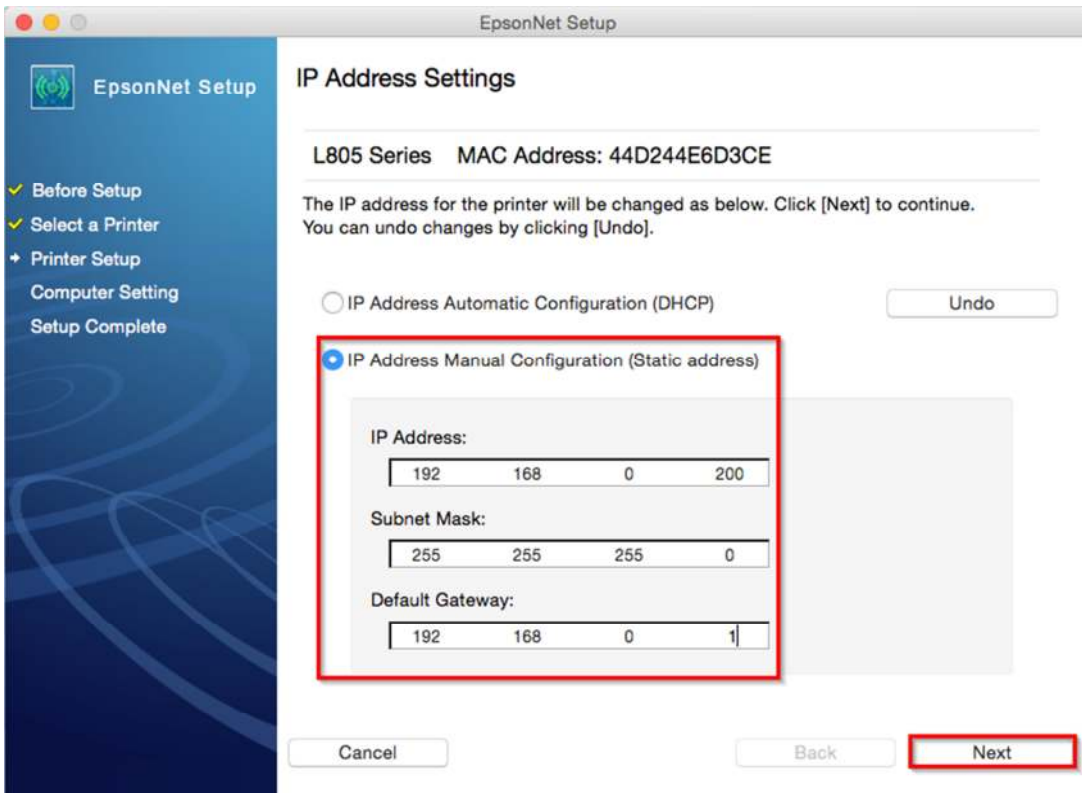 EpsonNet Setup
EpsonNet Setup
Before Setup
Select a Printer
Printer Setup
Computer Setting
Setup Complete
IP Address Settings
L805 Series MAC Address: 44D244E6D3CE
The IP address for the printer will be changed as below. Click [Next] to continue.
You can undo changes by clicking [Undo].
IP Address Automatic Configuration (DHCP)
Undo
IP Address Manual Configuration (Static address)
IP Address:
192 168 0 200
Subnet Mask:
255 255 255 0
Default Gateway:
192 168 0 1
Cancel Back Next